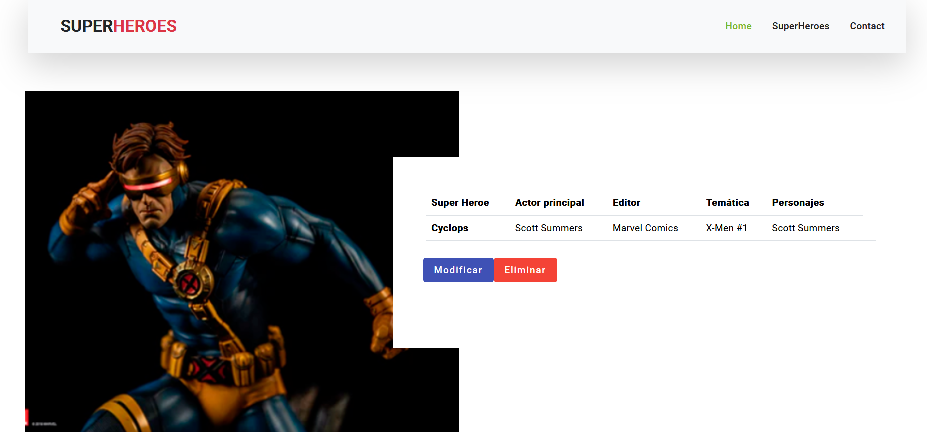 SUPERHEROES
Home SuperHeroes Contact
Super Heroe Actor principal Editor Temática Personajes
Cyclops Scott Summers Marvel Comics X-Men #1 Scott Summers
Modificar Eliminar